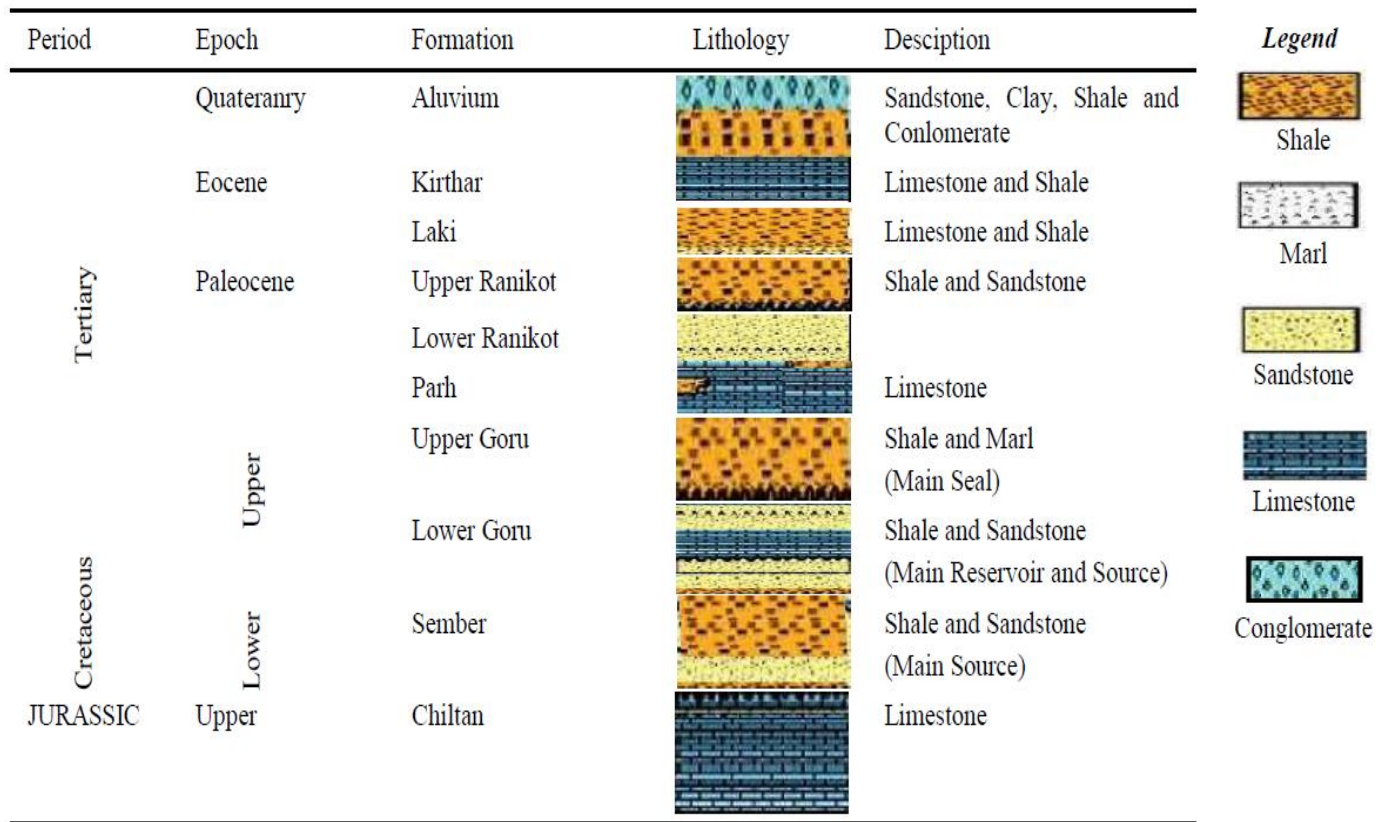 Period Epoch Formation Lithology Desciption
Quateranry Aluvium Sandstone, Clay, Shale and
Conlomerate
Eocene Kirthar Limestone and Shale
Laki Limestone and Shale
Tertiary
Paleocene Upper Ranikot Shale and Sandstone
Lower Ranikot
Parh Limestone
Upper
Upper Goru Shale and Marl
(Main Seal)
Lower Goru Shale and Sandstone
(Main Reservoir and Source)
Cretaceous
Lower
Sember Shale and Sandstone
(Main Source)
JURASSIC Upper Chiltan Limestone
Legend
Shale
Marl
Sandstone
Limestone
Conglomerate